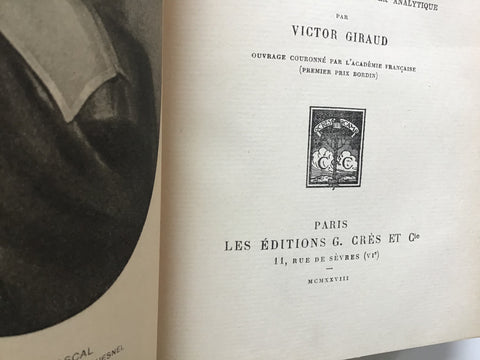 ANALYTIQUE
PAR
VICTOR GIRAUD
OUVRAGE COURONNÉ PAR L'ACADÉMIE FRANÇAISE
(PREMIER PRIX BORDIN)
C C
PARIS
LES ÉDITIONS G. CRÈS ET Cie
11, RUE DE SÈVRES (VIe)
MCMXXVIII